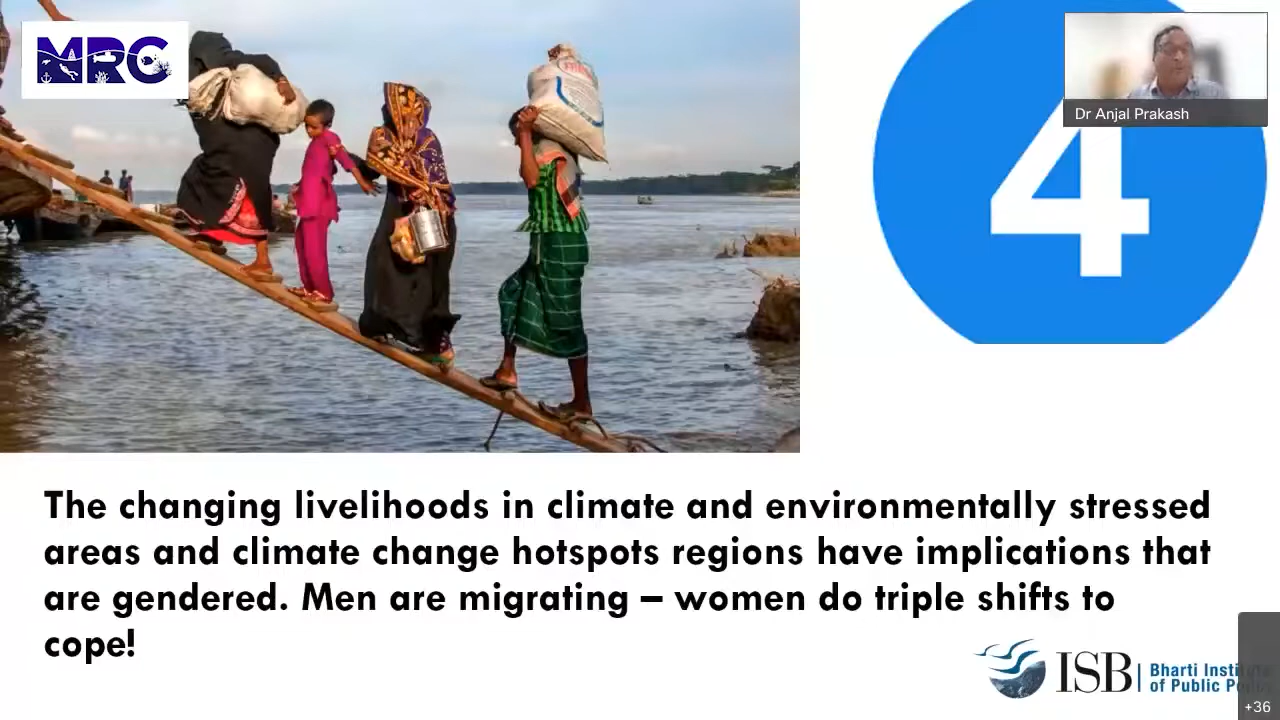 MRC
4
Dr Anjal Prakash
The changing livelihoods in climate and environmentally stressed
areas and climate change hotspots regions have implications that
are gendered. Men are migrating – women do triple shifts to
cope!
ISB
Bharti Institute
of Public
+36